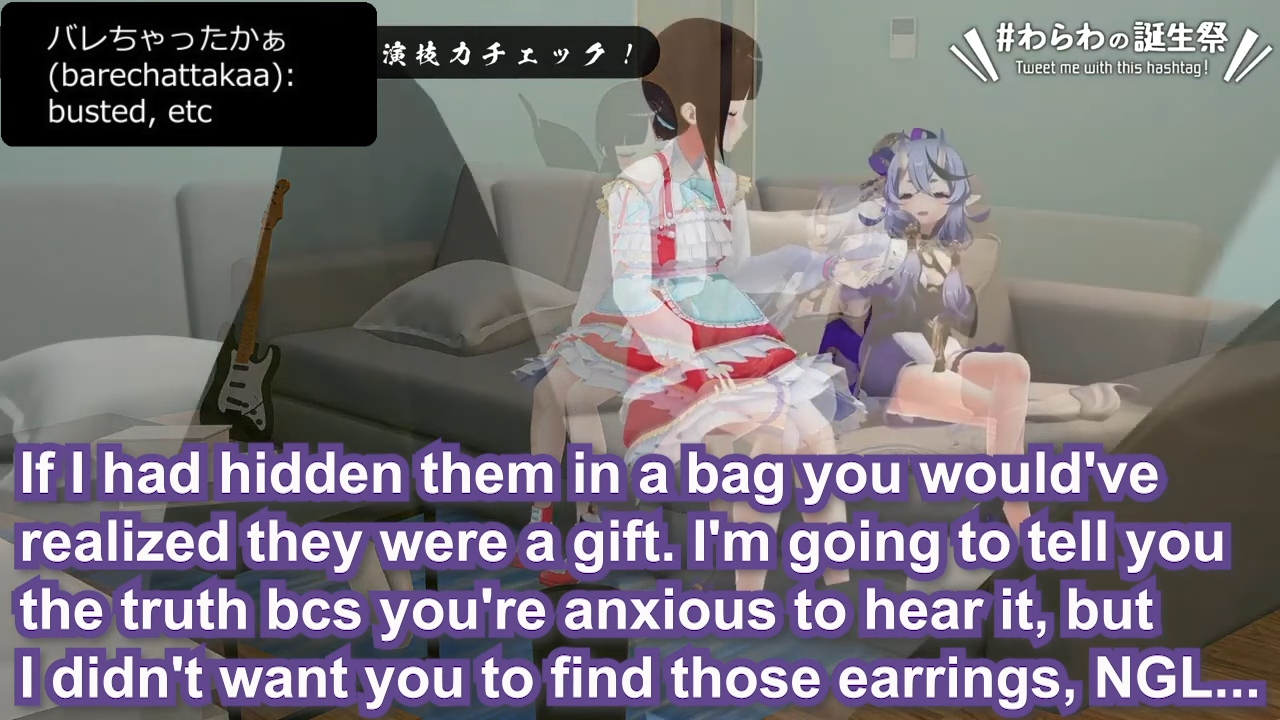 バレちゃったかぁ
(barechattakaa):
busted, etc
演技力チェック！
#わらわの誕生祭
Tweet me with this hashtag!
If I had hidden them in a bag you would've
realized they were a gift. I'm going to tell you
the truth bcs you're anxious to hear it, but
I didn't want you to find those earrings, NGL...